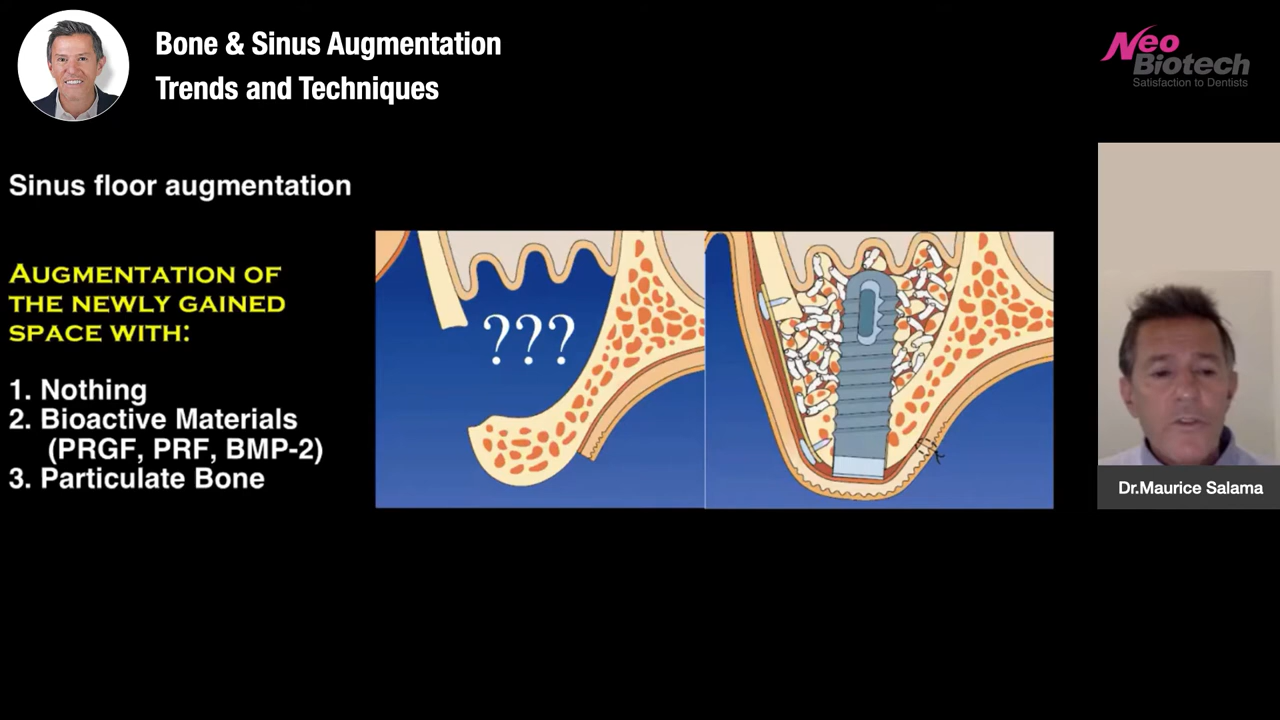 Bone & Sinus Augmentation
Trends and Techniques
Neo
Biotech
Satisfaction to Dentists
Sinus floor augmentation
AUGMENTATION OF
THE NEWLY GAINED
SPACE WITH:
1. Nothing
2. Bioactive Materials
(PRGF, PRF, BMP-2)
3. Particulate Bone
???
Dr.Maurice Salama